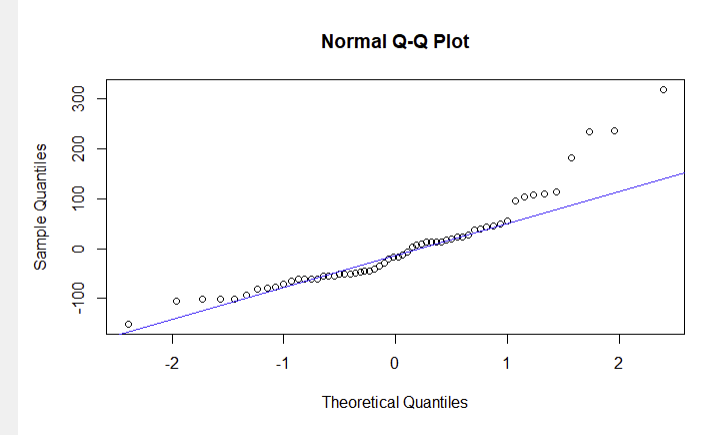 Normal Q-Q Plot
Sample Quantiles
300
200
100
0
-100
-2 -1 0 1 2
Theoretical Quantiles